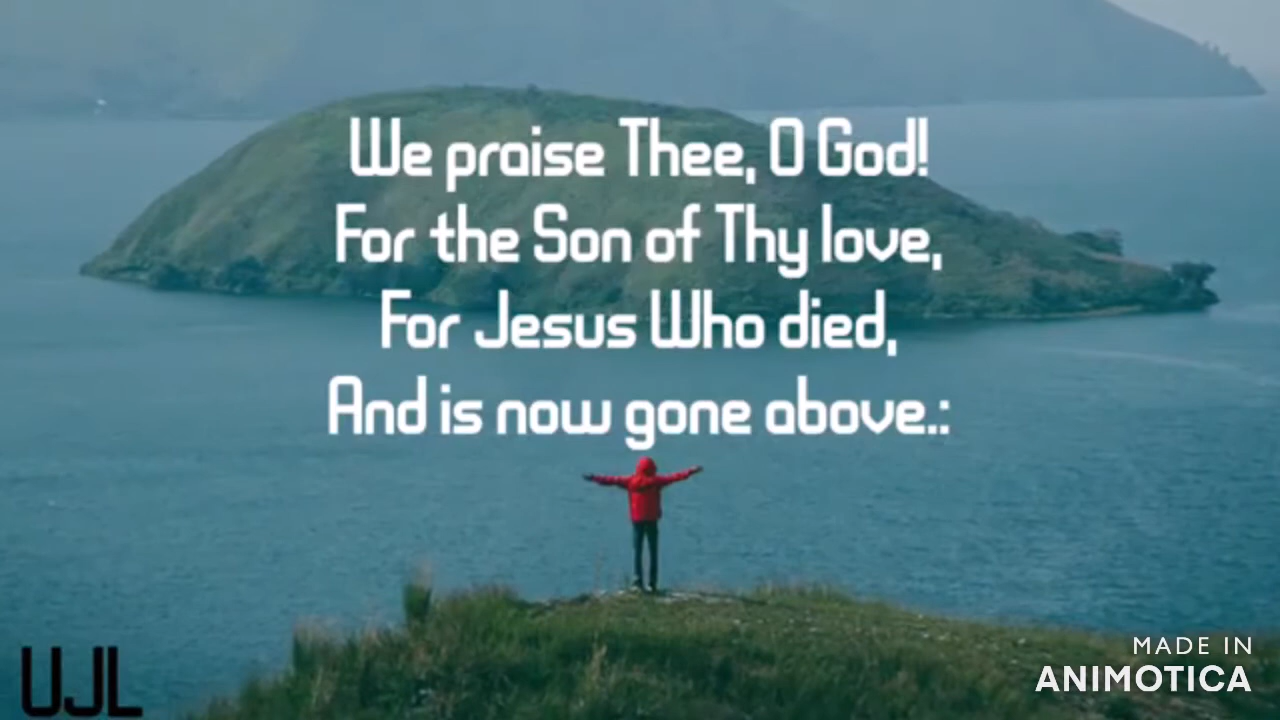 We praise Thee, O God!
For the Son of Thy love,
For Jesus Who died,
And is now gone above.:
UJL
MADE IN
ANIMOTICA